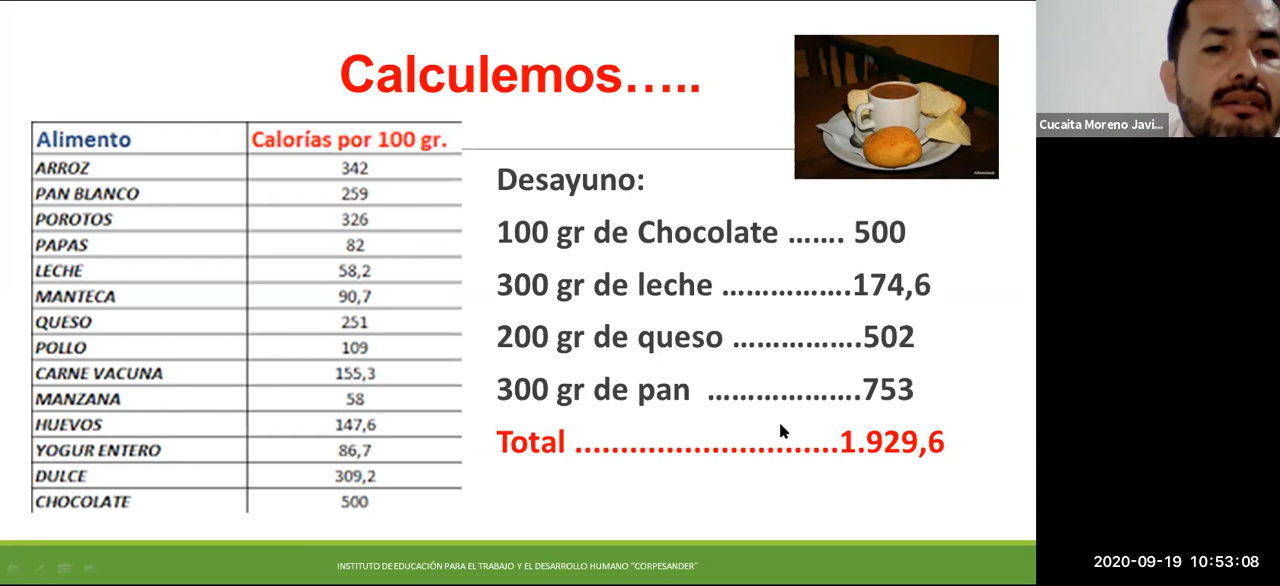 Calculemos…..
Alimento Calorías por 100 gr.
ARROZ 342
PAN BLANCO 259
POROTOS 326
PAPAS 82
LECHE 58,2
MANTECA 90,7
QUESO 251
POLLO 109
CARNE VACUNA 155,3
MANZANA 58
HUEVOS 147,6
YOGUR ENTERO 86,7
DULCE 309,2
CHOCOLATE 500
Desayuno:
100 gr de Chocolate ....... 500
300 gr de leche ................174,6
200 gr de queso ................502
300 gr de pan ...................753
Total .............................1.929,6
INSTITUTO DE EDUCACIÓN PARA EL TRABAJO Y EL DESARROLLO HUMANO “CORPESANDER”
Cucaita Moreno Javi...
2020-09-19 10:53:08